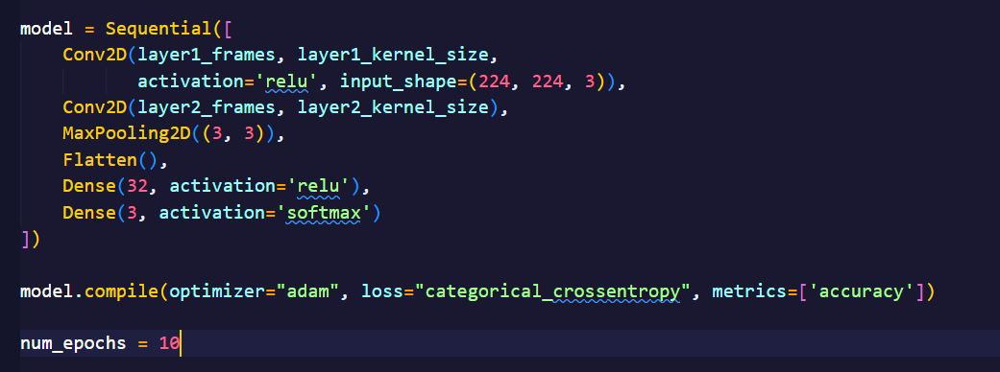 model = Sequential([
    Conv2D(layer1_frames, layer1_kernel_size,
           activation='relu', input_shape=(224, 224, 3)),
    Conv2D(layer2_frames, layer2_kernel_size),
    MaxPooling2D((3, 3)),
    Flatten(),
    Dense(32, activation='relu'),
    Dense(3, activation='softmax')
])
model.compile(optimizer="adam", loss="categorical_crossentropy", metrics=['accuracy'])
num_epochs = 10